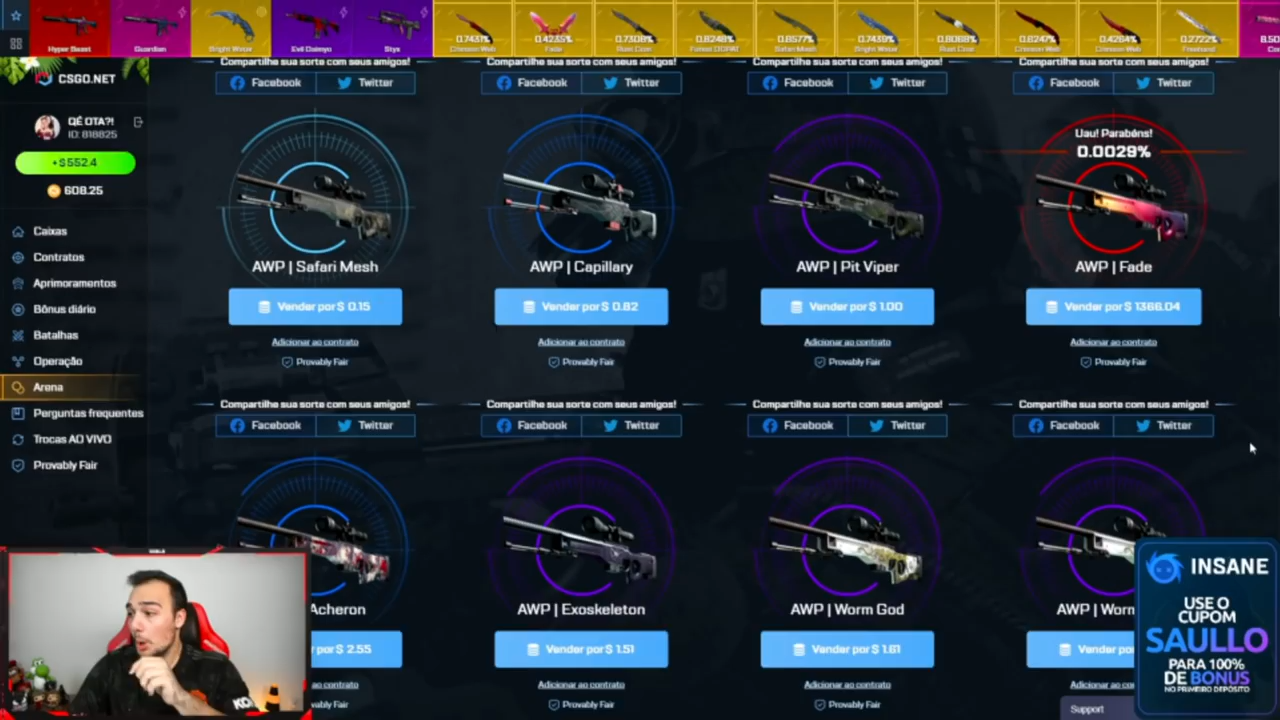 Hyper Beast
Guardian
Bright Water
Evil Daimyo
Stys
0.7431%
Crimson Web
0.4235%
Fade
0.7308%
Rust Coat
0.8248%
Forest DDPAT
0.8577%
Safari Mesh
0.7439%
Bright Water
0.8068%
Rust Coat
0.8247%
Crimson Web
0.4264%
Crimson Web
0.2722%
8.50
CSGO.NET
QÉ OTA?!
ID: 818825
+$552.4
608.25
Caixas
Contratos
Aprimoramentos
Bônus diário
Batalhas
Operação
Arena
Perguntas frequentes
Trocas AO VIVO
Provably Fair
Compartilhe sua sorte com seus amigos!
Facebook
Twitter
AWP | Safari Mesh
Vender por $ 0.15
Adicionar ao contrato
Provably Fair
Compartilhe sua sorte com seus amigos!
Facebook
Twitter
AWP | Capillary
Vender por $ 0.82
Adicionar ao contrato
Provably Fair
Compartilhe sua sorte com seus amigos!
Facebook
Twitter
AWP | Pit Viper
Vender por $ 1.00
Adicionar ao contrato
Provably Fair
Compartilhe sua sorte com seus amigos!
Facebook
Twitter
Uau! Parabéns!
0.0029%
AWP | Fade
Vender por $ 1366.04
Adicionar ao contrato
Provably Fair
Compartilhe sua sorte com seus amigos!
Facebook
Twitter
Acheron
por $ 2.55
ao contrato
Provably Fair
Compartilhe sua sorte com seus amigos!
Facebook
Twitter
AWP | Exoskeleton
Vender por $ 1.51
Adicionar ao contrato
Provably Fair
Compartilhe sua sorte com seus amigos!
Facebook
Twitter
AWP | Worm God
Vender por $ 1.61
Adicionar ao contrato
Provably Fair
Compartilhe sua sorte com seus amigos!
Facebook
Twitter
AWP | Worm
Vender po
Adicionar ao
INSANE
USE O
CUPOM
SAULLO
PARA 100%
DE BONUS
NO PRIMEIRO DEPÓSITO
Support